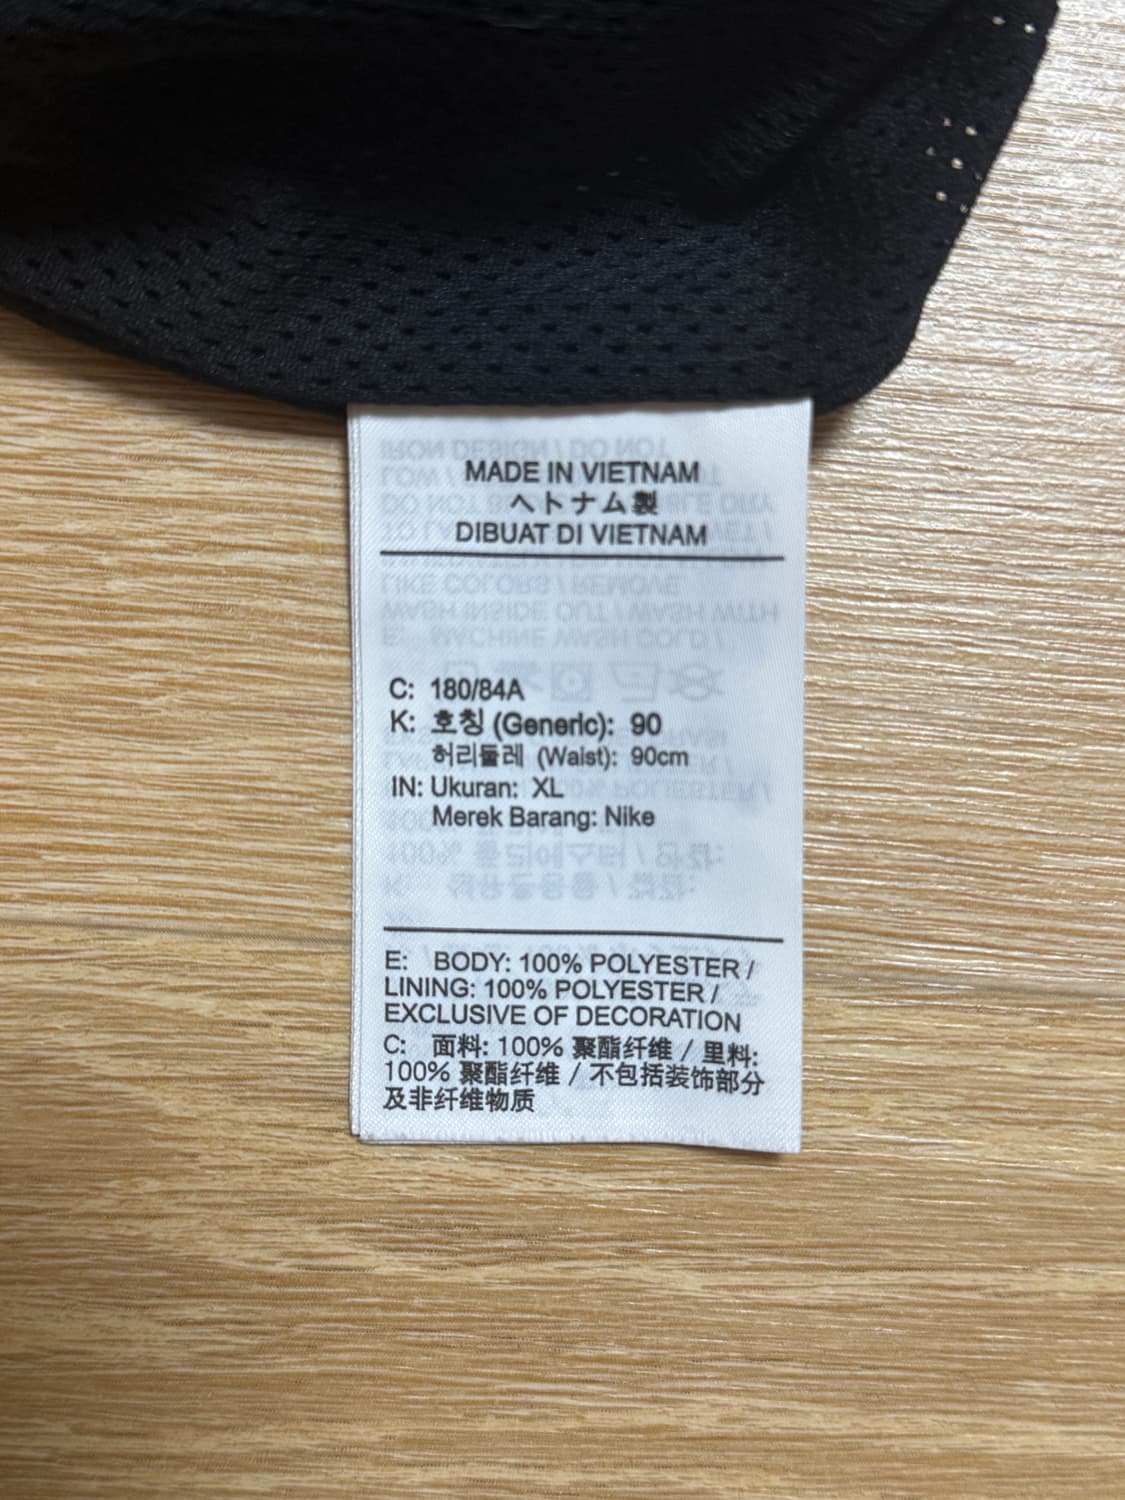 MADE IN VIETNAM
ベトナム製
DIBUAT DI VIETNAM
C: 180/84A
K: 호칭 (Generic): 90
허리둘레 (Waist): 90cm
IN: Ukuran: XL
Merek Barang: Nike
E: BODY: 100% POLYESTER /
LINING: 100% POLYESTER /
EXCLUSIVE OF DECORATION
C: 面料: 100% 聚酯纤维 / 里料:
100% 聚酯纤维 / 不包括装饰部分
及非纤维物质